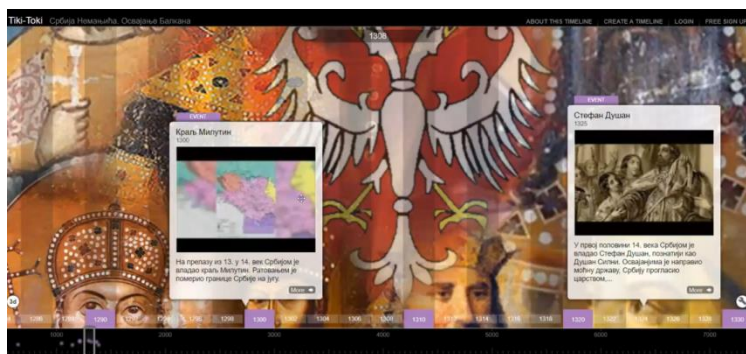 Tiki-Toki Србија Немањића. Освајање Балкана
ABOUT THIS TIMELINE CREATE A TIMELINE LOGIN FREE SIGN UP
1308
EVENT
Краљ Милутин
1300
На прелазу из 13. у 14. век Србијом је
владао краљ Милутин. Ратовањем је
померио границе Србије на југу.
More
EVENT
Стефан Душан
1325
У првој половини 14. века Србијом је
владао Стефан Душан, познатији као
Душан Силни. Освајањима је направио
моћну државу, Србију прогласио
царством....
More
3d
1290 1300 1302 1304 1306 1308 1310 1314 1316 1318 1320 1322 1324 1326 1328 1330
1000 2000 3000 4000 5000 6000 7000